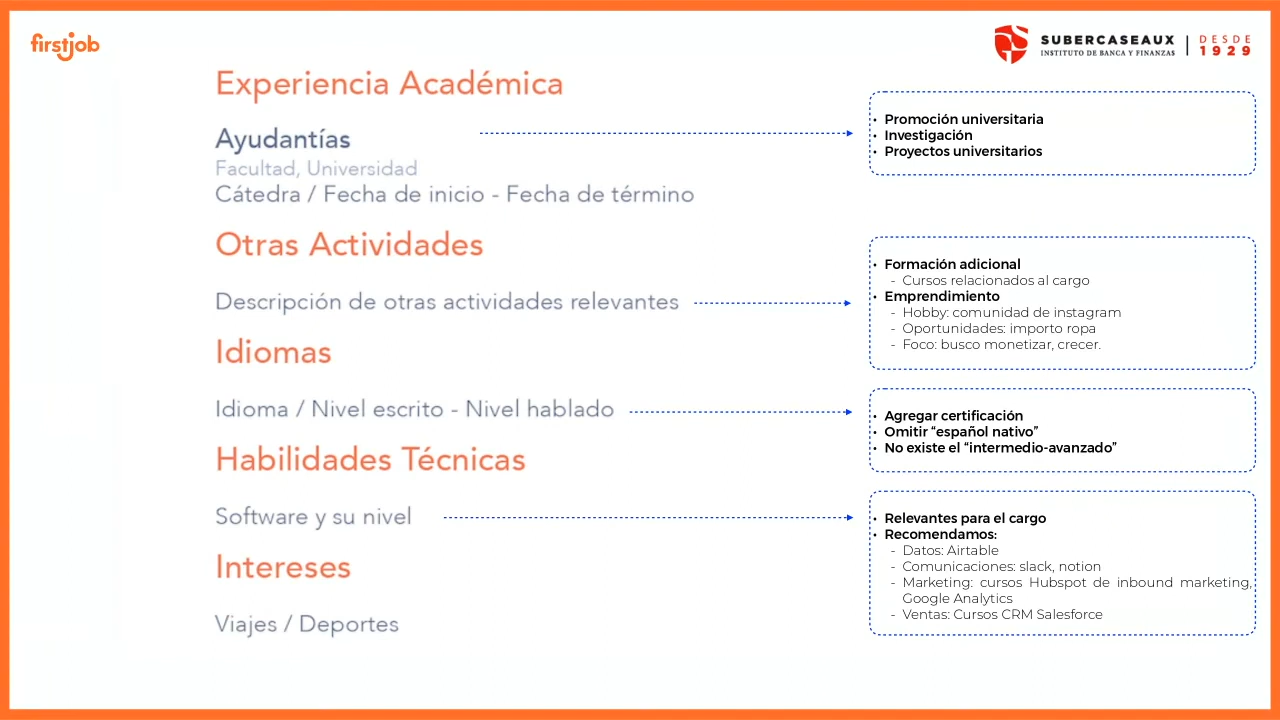 firstjob
SUBERCASEAUX
INSTITUTO DE BANCA Y FINANZAS
DESDE
1929
Experiencia Académica
Ayudantías
Facultad, Universidad
Cátedra / Fecha de inicio - Fecha de término
• Promoción universitaria
• Investigación
• Proyectos universitarios
Otras Actividades
Descripción de otras actividades relevantes
• Formación adicional
- Cursos relacionados al cargo
• Emprendimiento
- Hobby: comunidad de instagram
- Oportunidades: importo ropa
- Foco: busco monetizar, crecer.
Idiomas
Idioma / Nivel escrito - Nivel hablado
• Agregar certificación
• Omitir “español nativo”
• No existe el “intermedio-avanzado”
Habilidades Técnicas
Software y su nivel
• Relevantes para el cargo
• Recomendamos:
- Datos: Airtable
- Comunicaciones: slack, notion
- Marketing: cursos Hubspot de inbound marketing,
Google Analytics
- Ventas: Cursos CRM Salesforce
Intereses
Viajes / Deportes